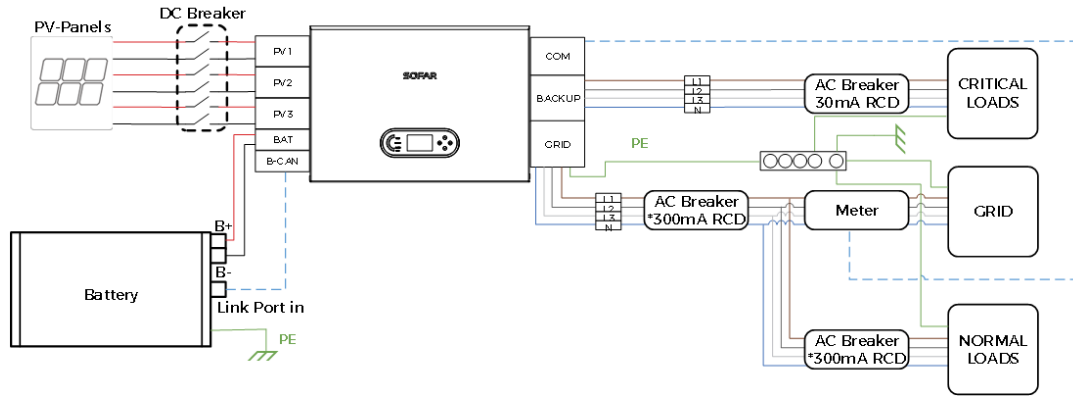 DC Breaker
PV-Panels
PV1
PV2
PV3
BAT
B-CAN
SOFAR
COM
BACKUP
GRID
L1
L2
L3
N
AC Breaker
30mA RCD
CRITICAL
LOADS
PE
L1
L2
L3
N
AC Breaker
*300mA RCD
Meter
GRID
B+
B-
Battery
Link Port in
PE
AC Breaker
*300mA RCD
NORMAL
LOADS